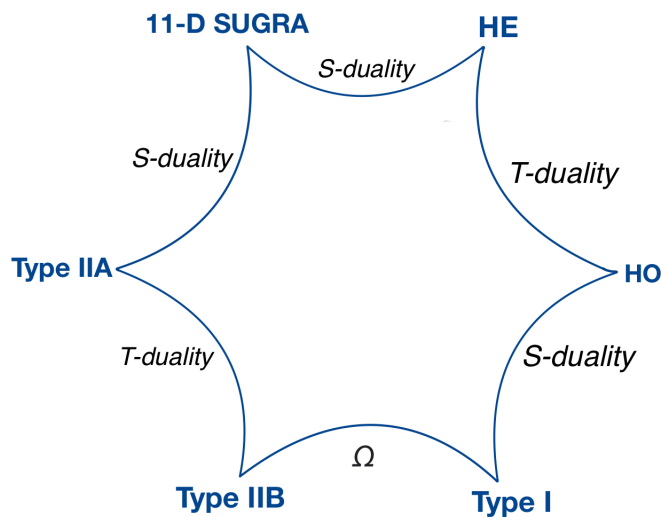 11-D SUGRA
HE
S-duality
S-duality
T-duality
Type IIA
HO
T-duality
S-duality
Ω
Type IIB
Type I